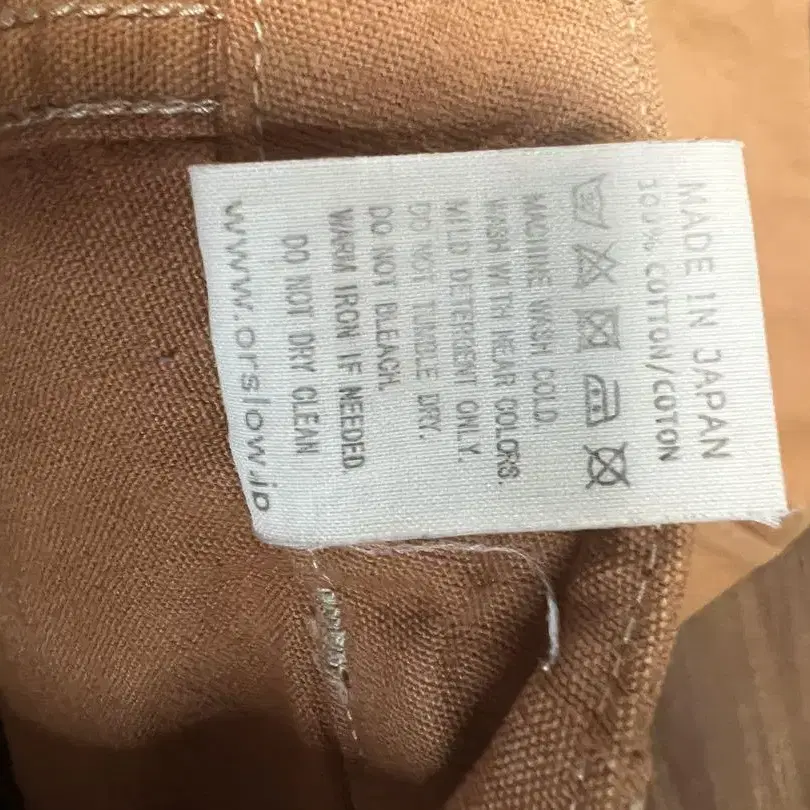 MADE IN JAPAN
100% COTTON/COTON
MACHINE WASH COLD
WASH WITH NEAR COLORS.
MILD DETERGENT ONLY.
DO NOT TUMBLE DRY.
DO NOT BLEACH.
WARM IRON IF NEEDED
DO NOT DRY CLEAN
www.orslow.jp